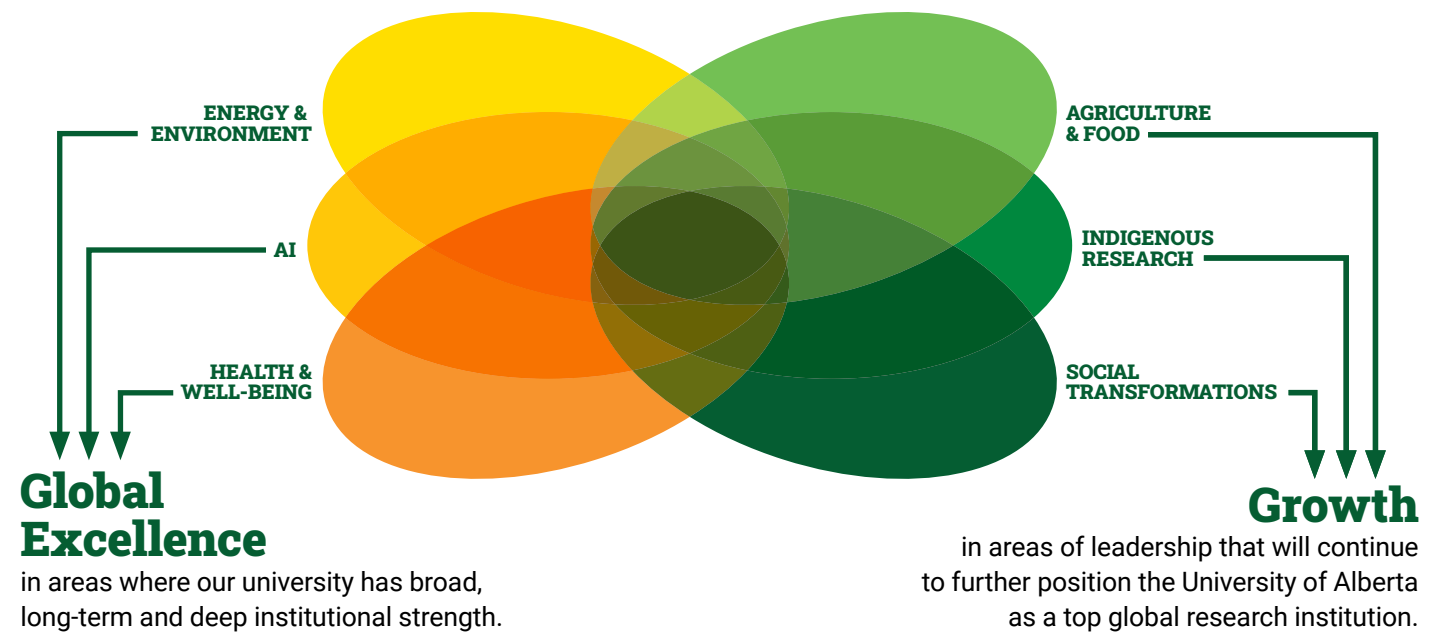 ENERGY &
ENVIRONMENT
AI
HEALTH &
WELL-BEING
Global
Excellence
in areas where our university has broad,
long-term and deep institutional strength.
AGRICULTURE
& FOOD
INDIGENOUS
RESEARCH
SOCIAL
TRANSFORMATIONS
Growth
in areas of leadership that will continue
to further position the University of Alberta
as a top global research institution.